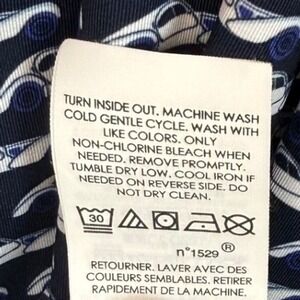 TURN INSIDE OUT. MACHINE WASH
COLD GENTLE CYCLE. WASH WITH
LIKE COLORS. ONLY
NON-CHLORINE BLEACH WHEN
NEEDED. REMOVE PROMPTLY.
TUMBLE DRY LOW. COOL IRON IF
NEEDED ON REVERSE SIDE. DO
NOT DRY CLEAN.
30
n°1529®
RETOURNER. LAVER AVEC DES
COULEURS SEMBLABLES. RETIRER
RAPIDEMENT DE LA MACHINE.